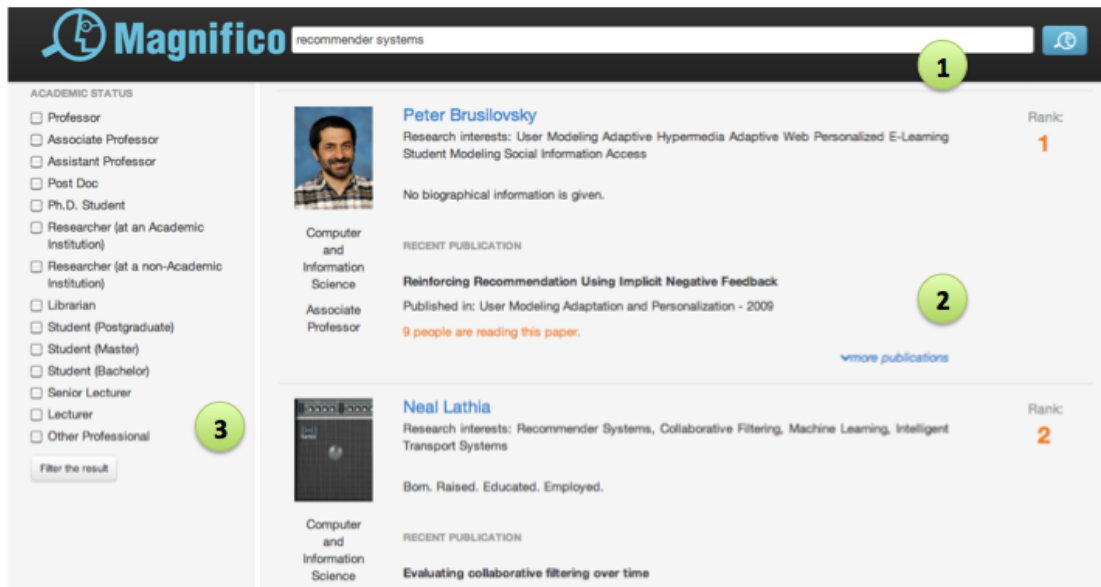 Magnifico
recommender systems
1
ACADEMIC STATUS
Professor
Associate Professor
Assistant Professor
Post Doc
Ph.D. Student
Researcher (at an Academic
Institution)
Researcher (at a non-Academic
Institution)
Librarian
Student (Postgraduate)
Student (Master)
Student (Bachelor)
Senior Lecturer
Lecturer
Other Professional
3
Filter the result
Peter Brusilovsky
Research interests: User Modeling Adaptive Hypermedia Adaptive Web Personalized E-Learning
Student Modeling Social Information Access
No biographical information is given.
Rank:
1
Computer
and
Information
Science
Associate
Professor
RECENT PUBLICATION
Reinforcing Recommendation Using Implicit Negative Feedback
Published in: User Modeling Adaptation and Personalization - 2009
9 people are reading this paper.
2
more publications
Neal Lathia
Research interests: Recommender Systems, Collaborative Filtering, Machine Learning, Intelligent
Transport Systems
Born. Raised. Educated. Employed.
Rank:
2
Computer
and
Information
Science
RECENT PUBLICATION
Evaluating collaborative filtering over time